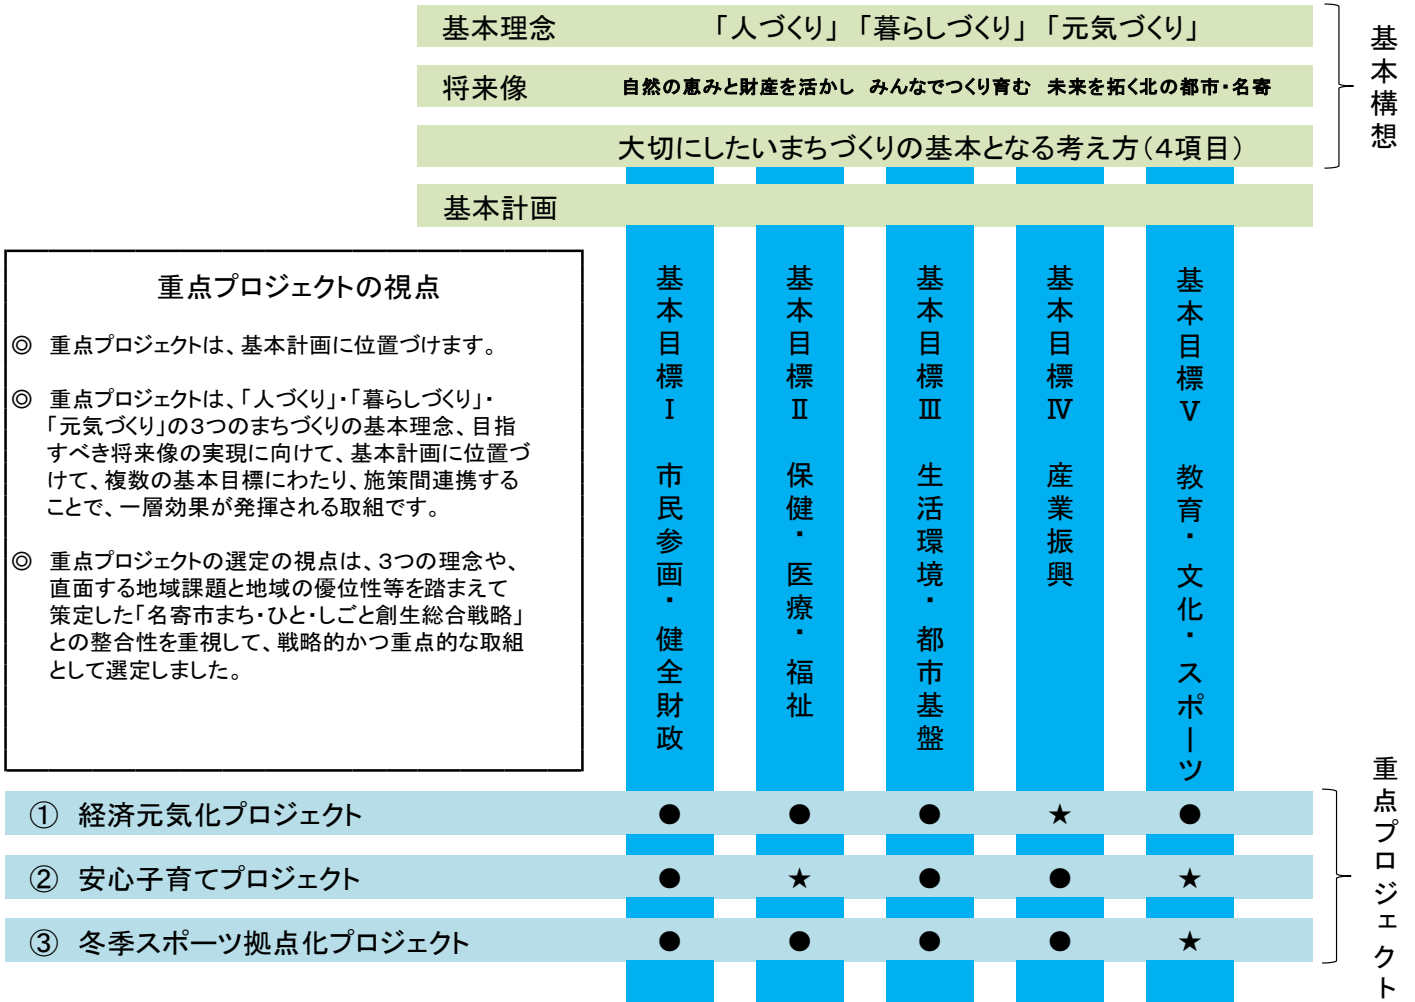 基本理念 「人づくり」「暮らしづくり」「元気づくり」
将来像 自然の恵みと財産を活かし みんなでつくり育む 未来を拓く北の都市・名寄
大切にしたいまちづくりの基本となる考え方(4項目)
基本構想
基本計画
重点プロジェクトの視点
◎ 重点プロジェクトは、基本計画に位置づけます。
◎ 重点プロジェクトは、「人づくり」・「暮らしづくり」・
「元気づくり」の3つのまちづくりの基本理念、目指
すべき将来像の実現に向けて、基本計画に位置づ
けて、複数の基本目標にわたり、施策間連携する
ことで、一層効果が発揮される取組です。
◎ 重点プロジェクトの選定の視点は、3つの理念や、
直面する地域課題と地域の優位性等を踏まえて
策定した「名寄市まち・ひと・しごと創生総合戦略」
との整合性を重視して、戦略的かつ重点的な取組
として選定しました。
基本目標Ⅰ 市民参画・健全財政
基本目標Ⅱ 保健・医療・福祉
基本目標Ⅲ 生活環境・都市基盤
基本目標Ⅳ 産業振興
基本目標Ⅴ 教育・文化・スポーツ
① 経済元気化プロジェクト ● ● ● ★ ●
② 安心子育てプロジェクト ● ★ ● ● ★
③ 冬季スポーツ拠点化プロジェクト ● ● ● ● ★
重点プロジェクト